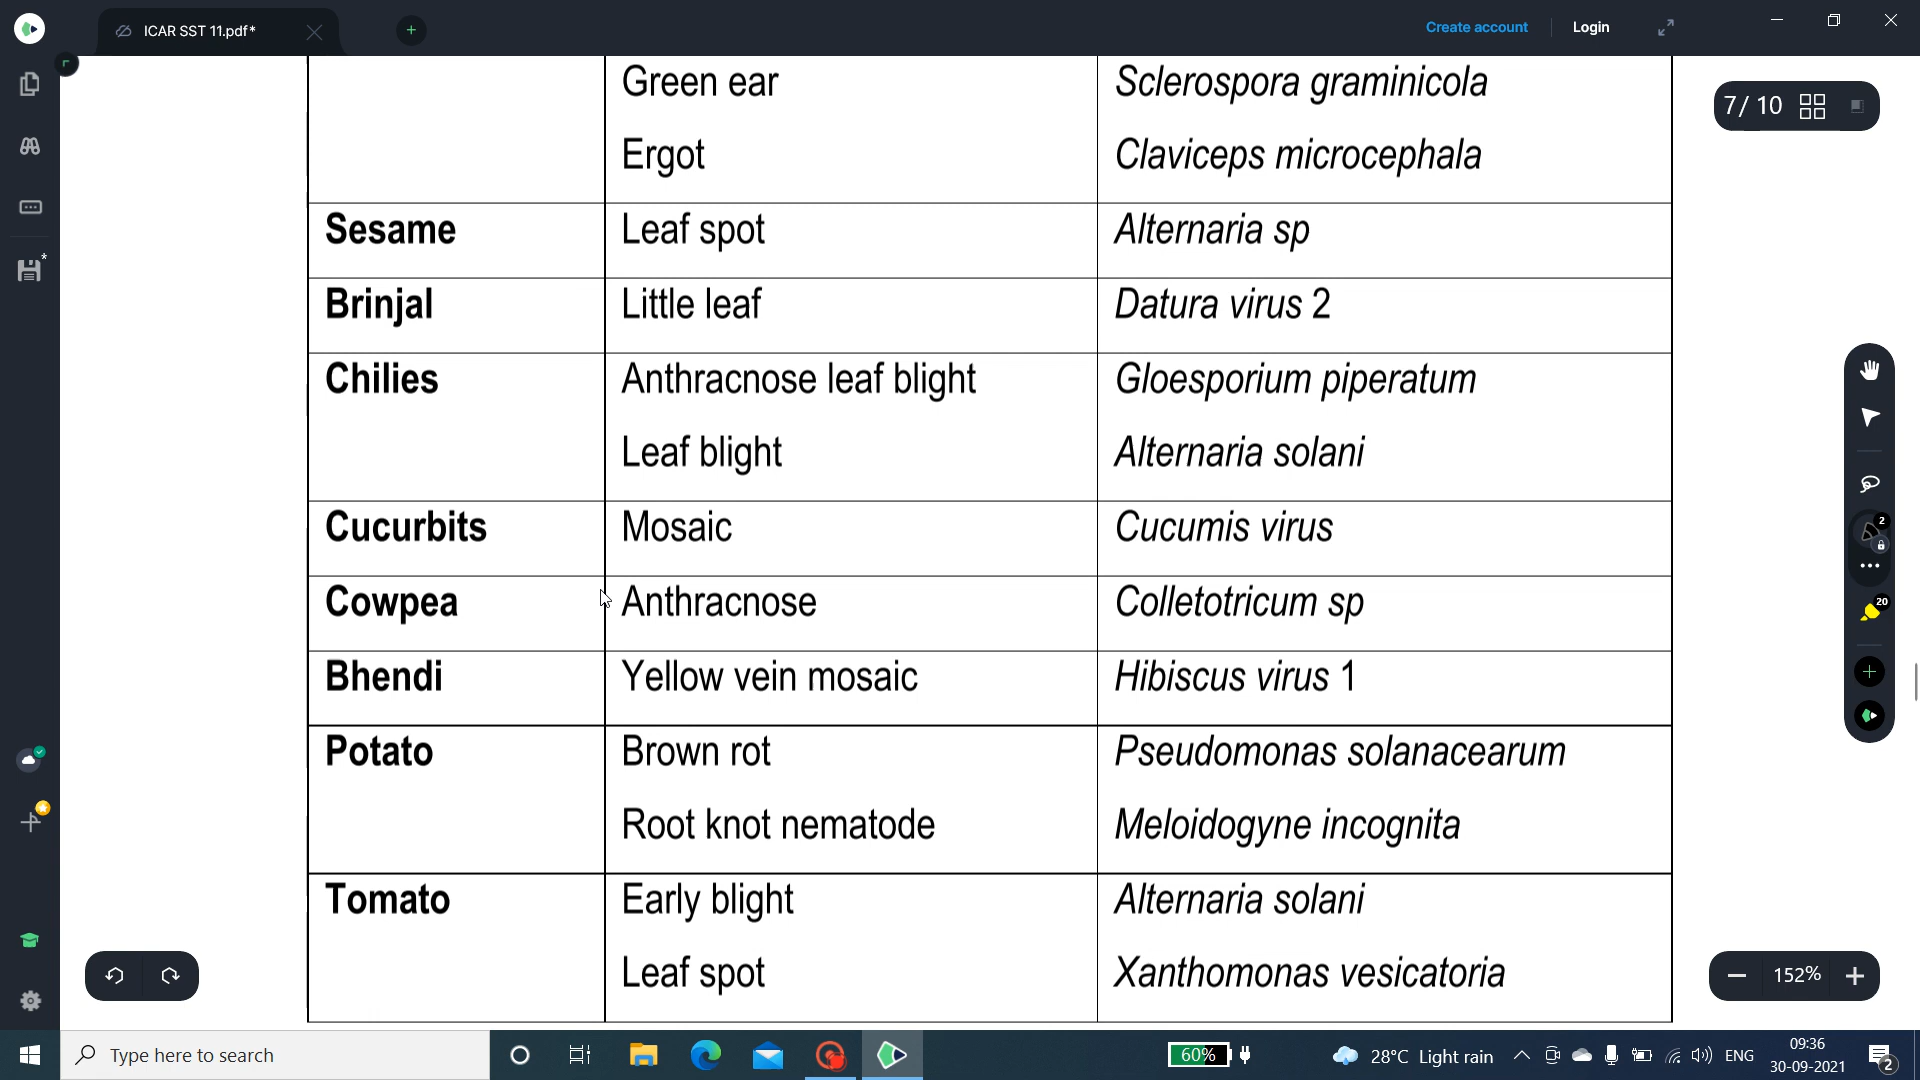 ICAR SST 11.pdf*
Create account
Login
7/ 10
Green ear Sclerospora graminicola
Ergot Claviceps microcephala
Sesame Leaf spot Alternaria sp
Brinjal Little leaf Datura virus 2
Chilies Anthracnose leaf blight Gloesporium piperatum
Leaf blight Alternaria solani
Cucurbits Mosaic Cucumis virus
Cowpea Anthracnose Colletotricum sp
Bhendi Yellow vein mosaic Hibiscus virus 1
Potato Brown rot Pseudomonas solanacearum
Root knot nematode Meloidogyne incognita
Tomato Early blight Alternaria solani
Leaf spot Xanthomonas vesicatoria
2
20
152%
Type here to search
60%
28°C Light rain
ENG
09:36
30-09-2021
2